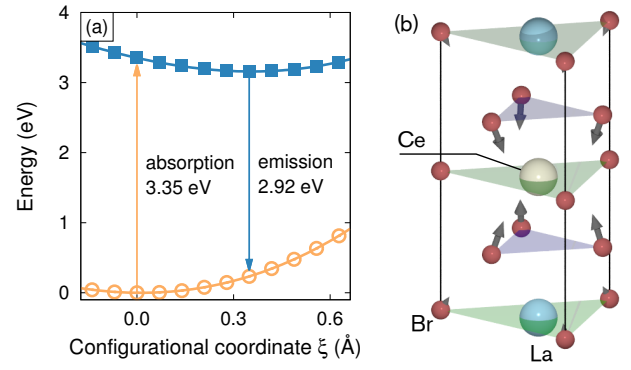 (a)
4
3
2
1
0
Energy (eV)
absorption
3.35 eV
emission
2.92 eV
0.0
0.3
0.6
Configurational coordinate ξ (Å)
(b)
Ce
Br
La